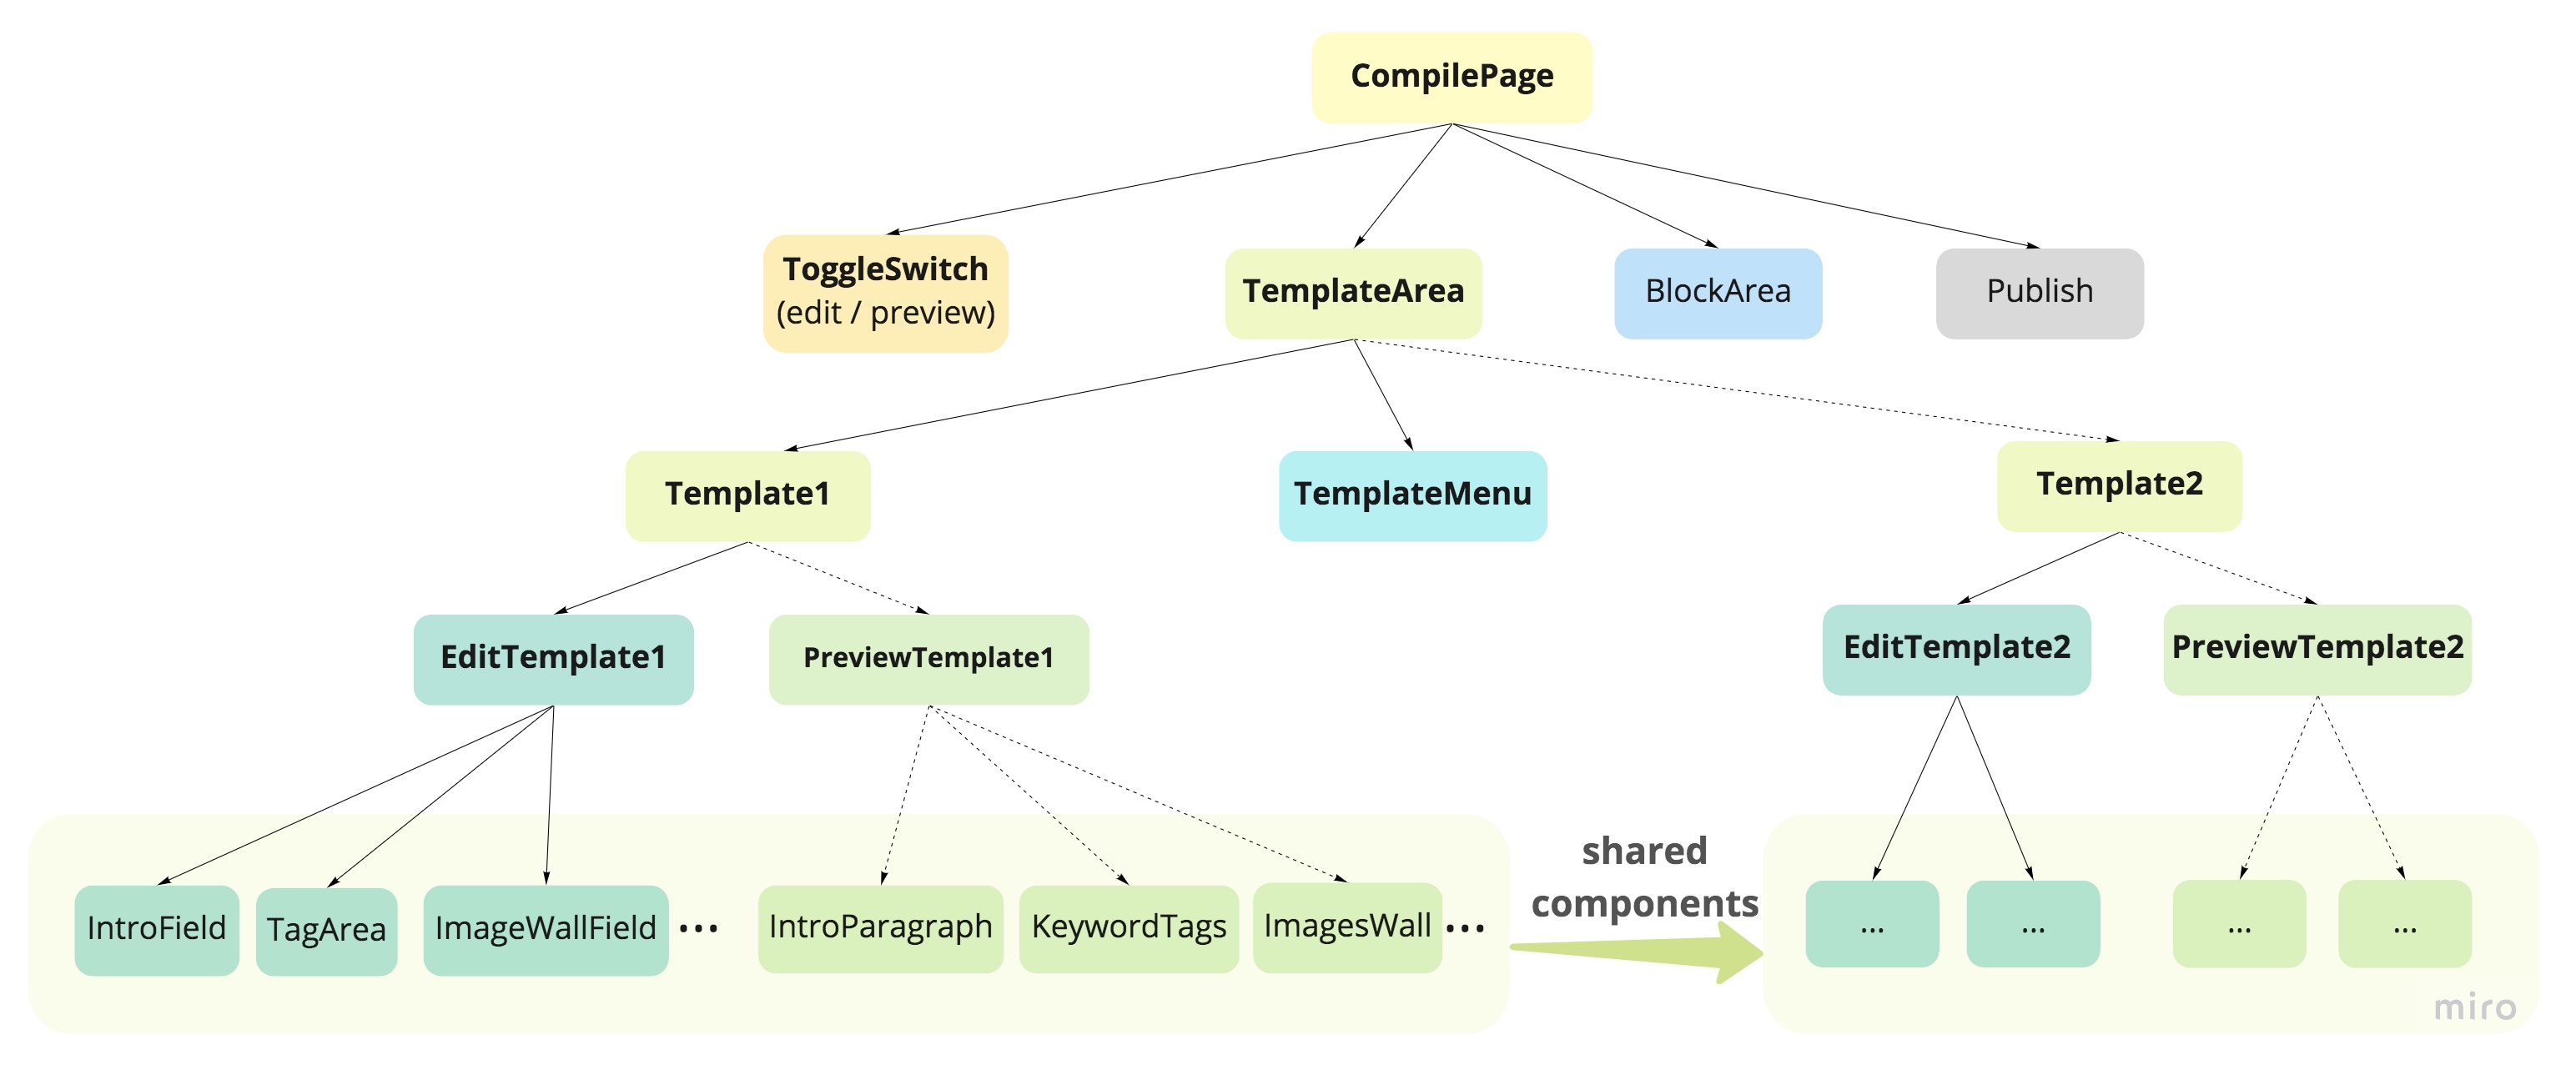 CompilePage
ToggleSwitch
(edit / preview)
TemplateArea
BlockArea
Publish
Template1
TemplateMenu
Template2
EditTemplate1
PreviewTemplate1
EditTemplate2
PreviewTemplate2
shared
components
IntroField
TagArea
ImageWallField
...
IntroParagraph
KeywordTags
ImagesWall
...
...
...
...
...
miro